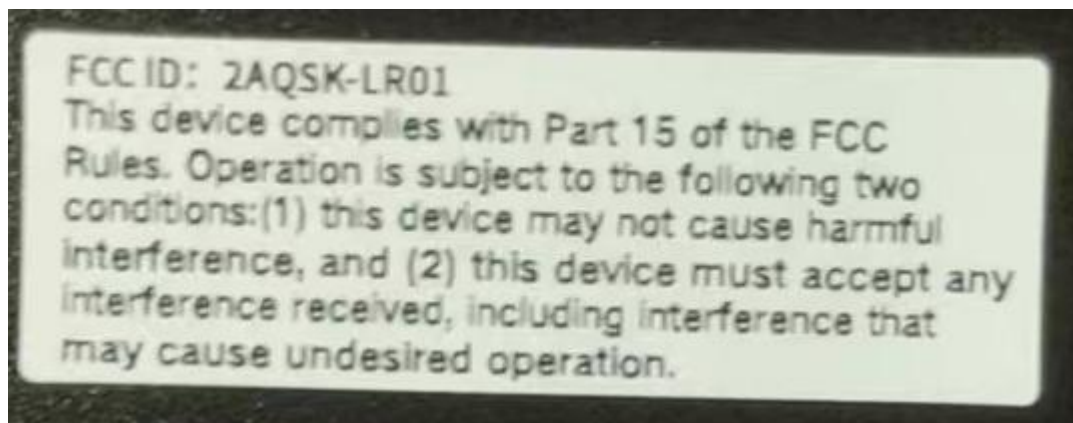 FCC ID: 2AQSK-LR01
This device complies with Part 15 of the FCC
Rules. Operation is subject to the following two
conditions:(1) this device may not cause harmful
interference, and (2) this device must accept any
interference received, including interference that
may cause undesired operation.